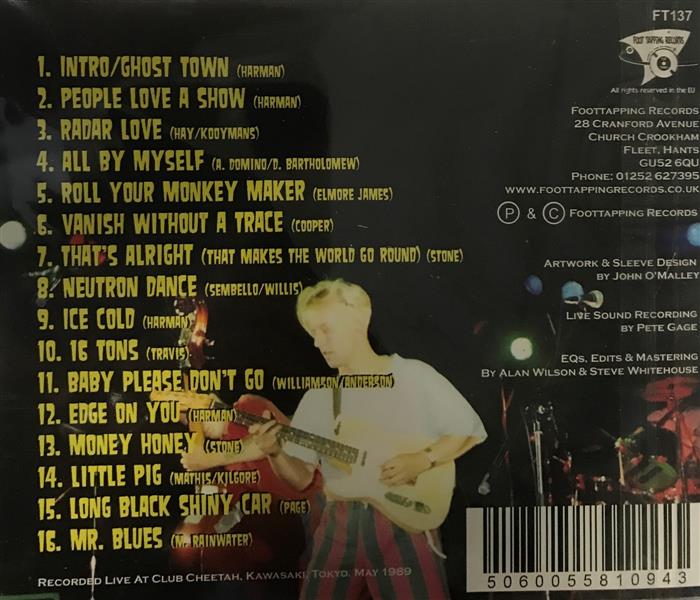 1. INTRO/GHOST TOWN (HARMAN)
2. PEOPLE LOVE A SHOW (HARMAN)
3. RADAR LOVE (HAY/KOOYMANS)
4. ALL BY MYSELF (A. DOMINO/D. BARTHOLOMEW)
5. ROLL YOUR MONKEY MAKER (ELMORE JAMES)
6. VANISH WITHOUT A TRACE (COOPER)
7. THAT'S ALRIGHT (THAT MAKES THE WORLD GO ROUND) (STONE)
8. NEUTRON DANCE (SEMBELLO/WILLIS)
9. ICE COLD (HARMAN)
10. 16 TONS (TRAVIS)
11. BABY PLEASE DON'T GO (WILLIAMSON/ANDERSON)
12. EDGE ON YOU (HARMAN)
13. MONEY HONEY (STONE)
14. LITTLE PIG (MATHIS/KILGORE)
15. LONG BLACK SHINY CAR (PAGE)
16. MR. BLUES (M. RAINWATER)
RECORDED LIVE AT CLUB CHEETAH, KAWASAKI, TOKYO, MAY 1989
FT137
FOOT TAPPING RECORDS
All rights reserved in the EU
FOOTTAPPING RECORDS
28 CRANFORD AVENUE
CHURCH CROOKHAM
FLEET, HANTS
GU52 6QU
PHONE: 01252 627395
WWW.FOOTTAPPINGRECORDS.CO.UK
Ⓟ & Ⓒ FOOTTAPPING RECORDS
ARTWORK & SLEEVE DESIGN
BY JOHN O'MALLEY
LIVE SOUND RECORDING
BY PETE GAGE
EQS, EDITS & MASTERING
BY ALAN WILSON & STEVE WHITEHOUSE
5060055810943